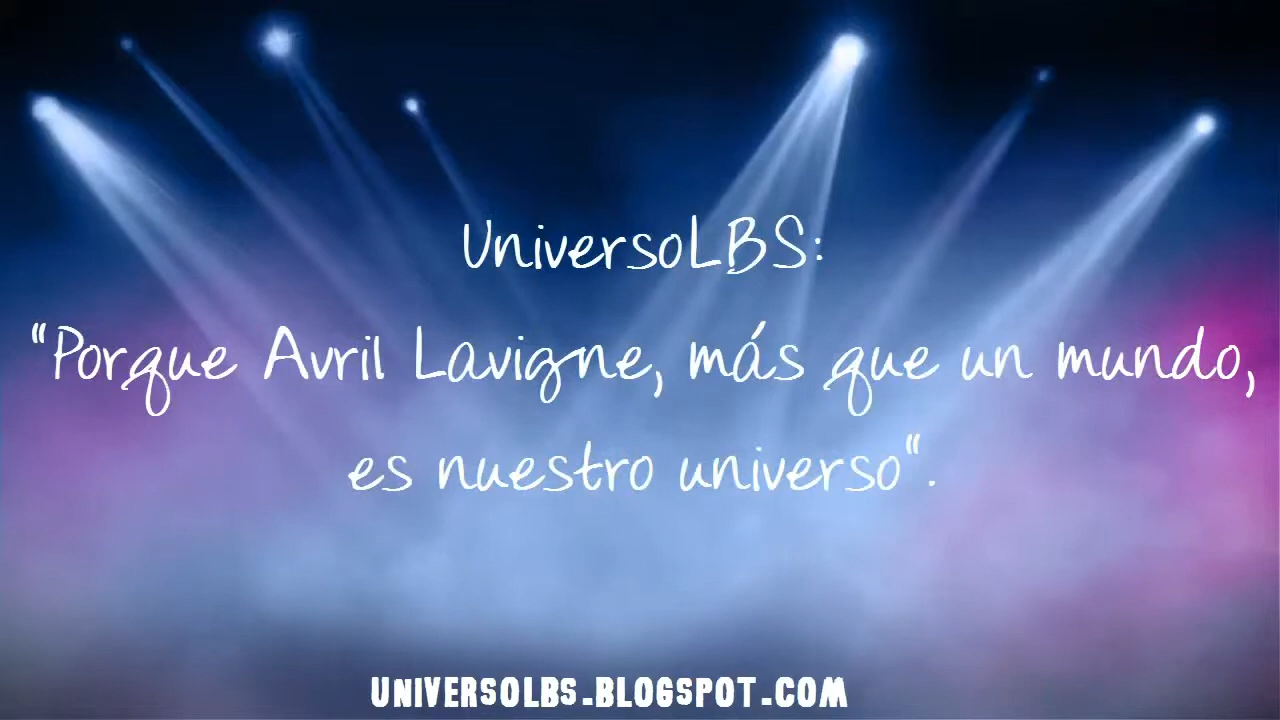 UniversoLBS:
“Porque Avril Lavigne, más que un mundo,
es nuestro universo“.
UNIVERSOLBS.BLOGSPOT.COM